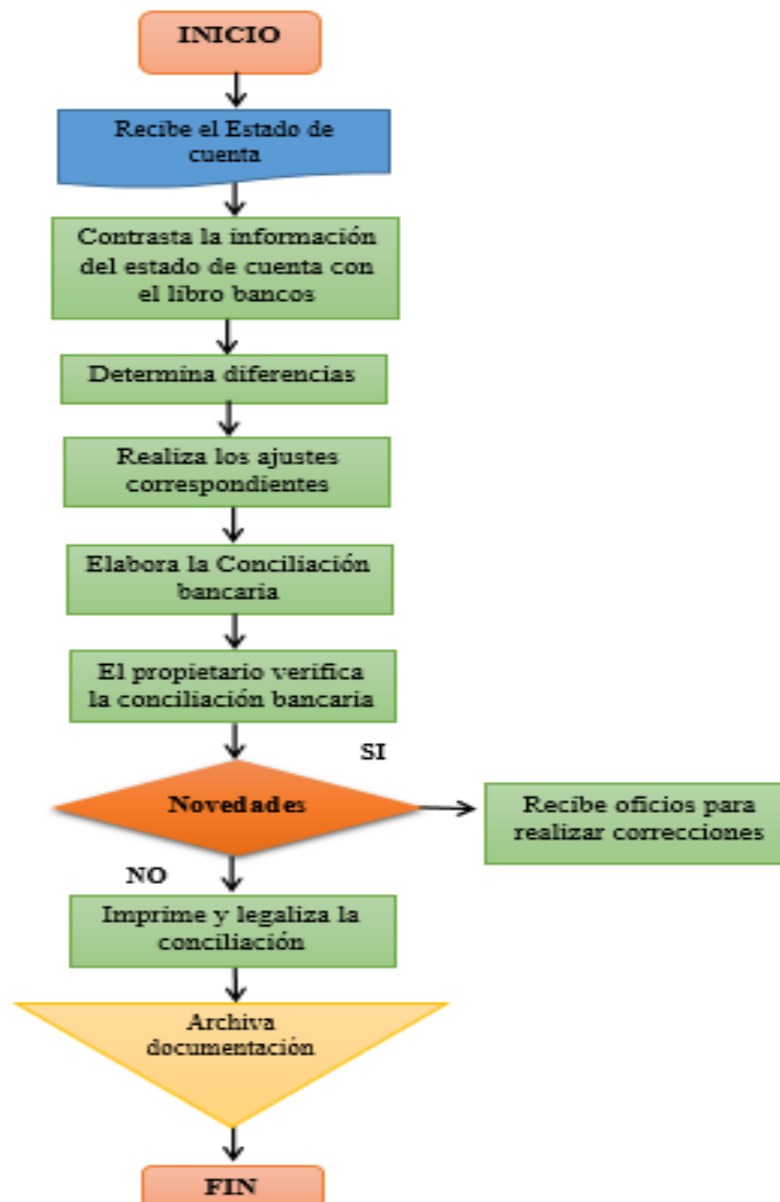 INICIO
Recibe el Estado de
cuenta
Contrasta la información
del estado de cuenta con
el libro bancos
Determina diferencias
Realiza los ajustes
correspondientes
Elabora la Conciliación
bancaria
El propietario verifica
la conciliación bancaria
SI
Novedades
Recibe oficios para
realizar correcciones
NO
Imprime y legaliza la
conciliación
Archiva
documentación
FIN